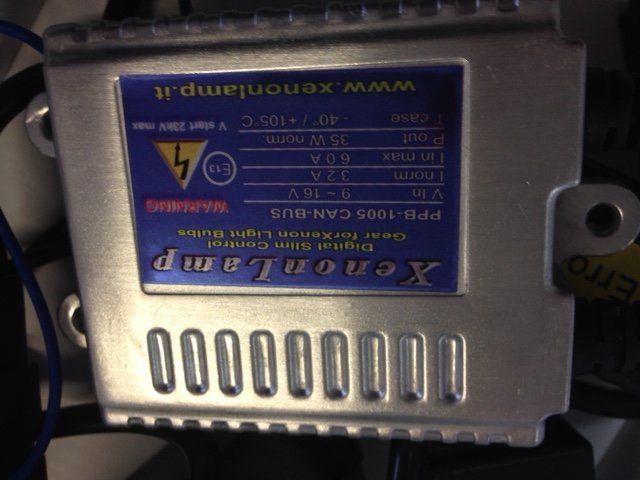 XenonLamp
Digital Slim Control
Gear forXenon Light Bulbs
PPB-1005 CAN-BUS
V In 9 ~ 16 V
I norm 3.2 A
I in max 6.0 A
P out 35 W norm.
T case - 40° / +105°C
WARNING
E13
V start 23kV max
www.xenonlamp.it
Erro